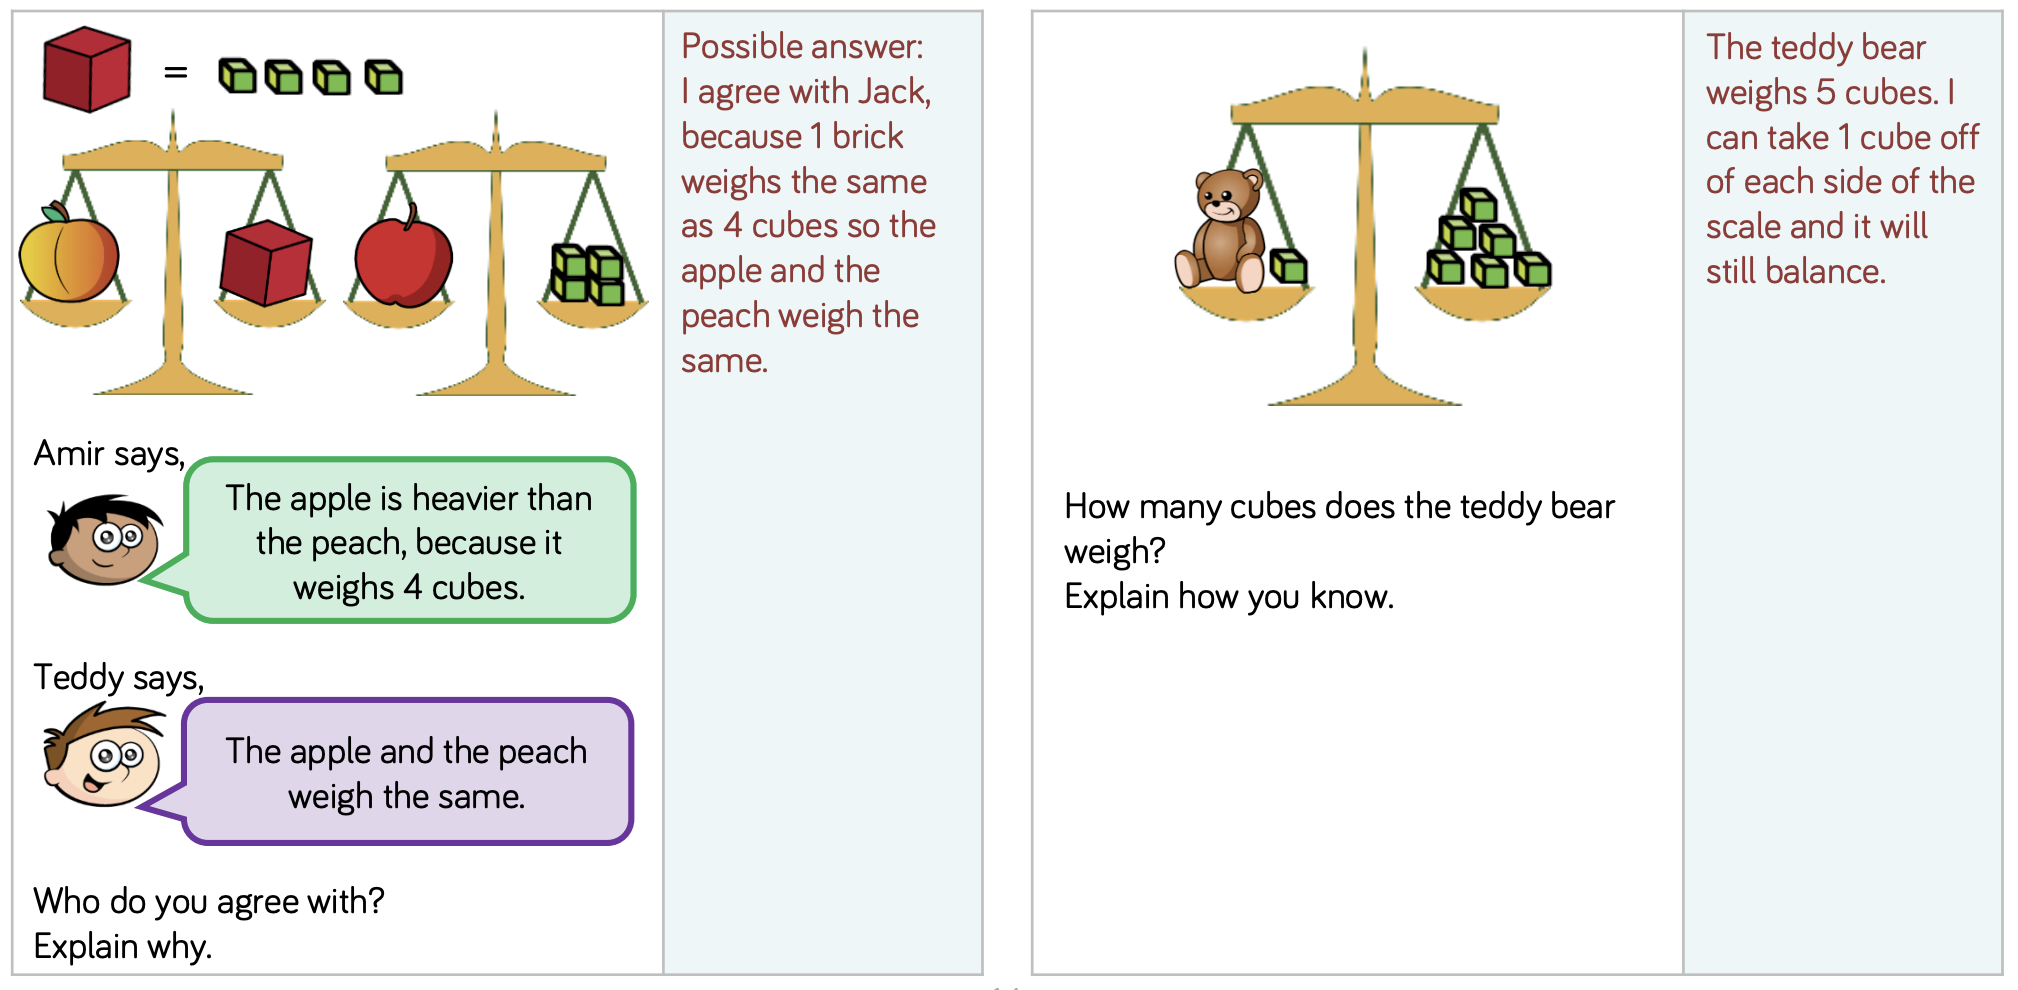 =
Amir says,
The apple is heavier than
the peach, because it
weighs 4 cubes.
Teddy says,
The apple and the peach
weigh the same.
Who do you agree with?
Explain why.
Possible answer:
I agree with Jack,
because 1 brick
weighs the same
as 4 cubes so the
apple and the
peach weigh the
same.
How many cubes does the teddy bear
weigh?
Explain how you know.
The teddy bear
weighs 5 cubes. I
can take 1 cube off
of each side of the
scale and it will
still balance.